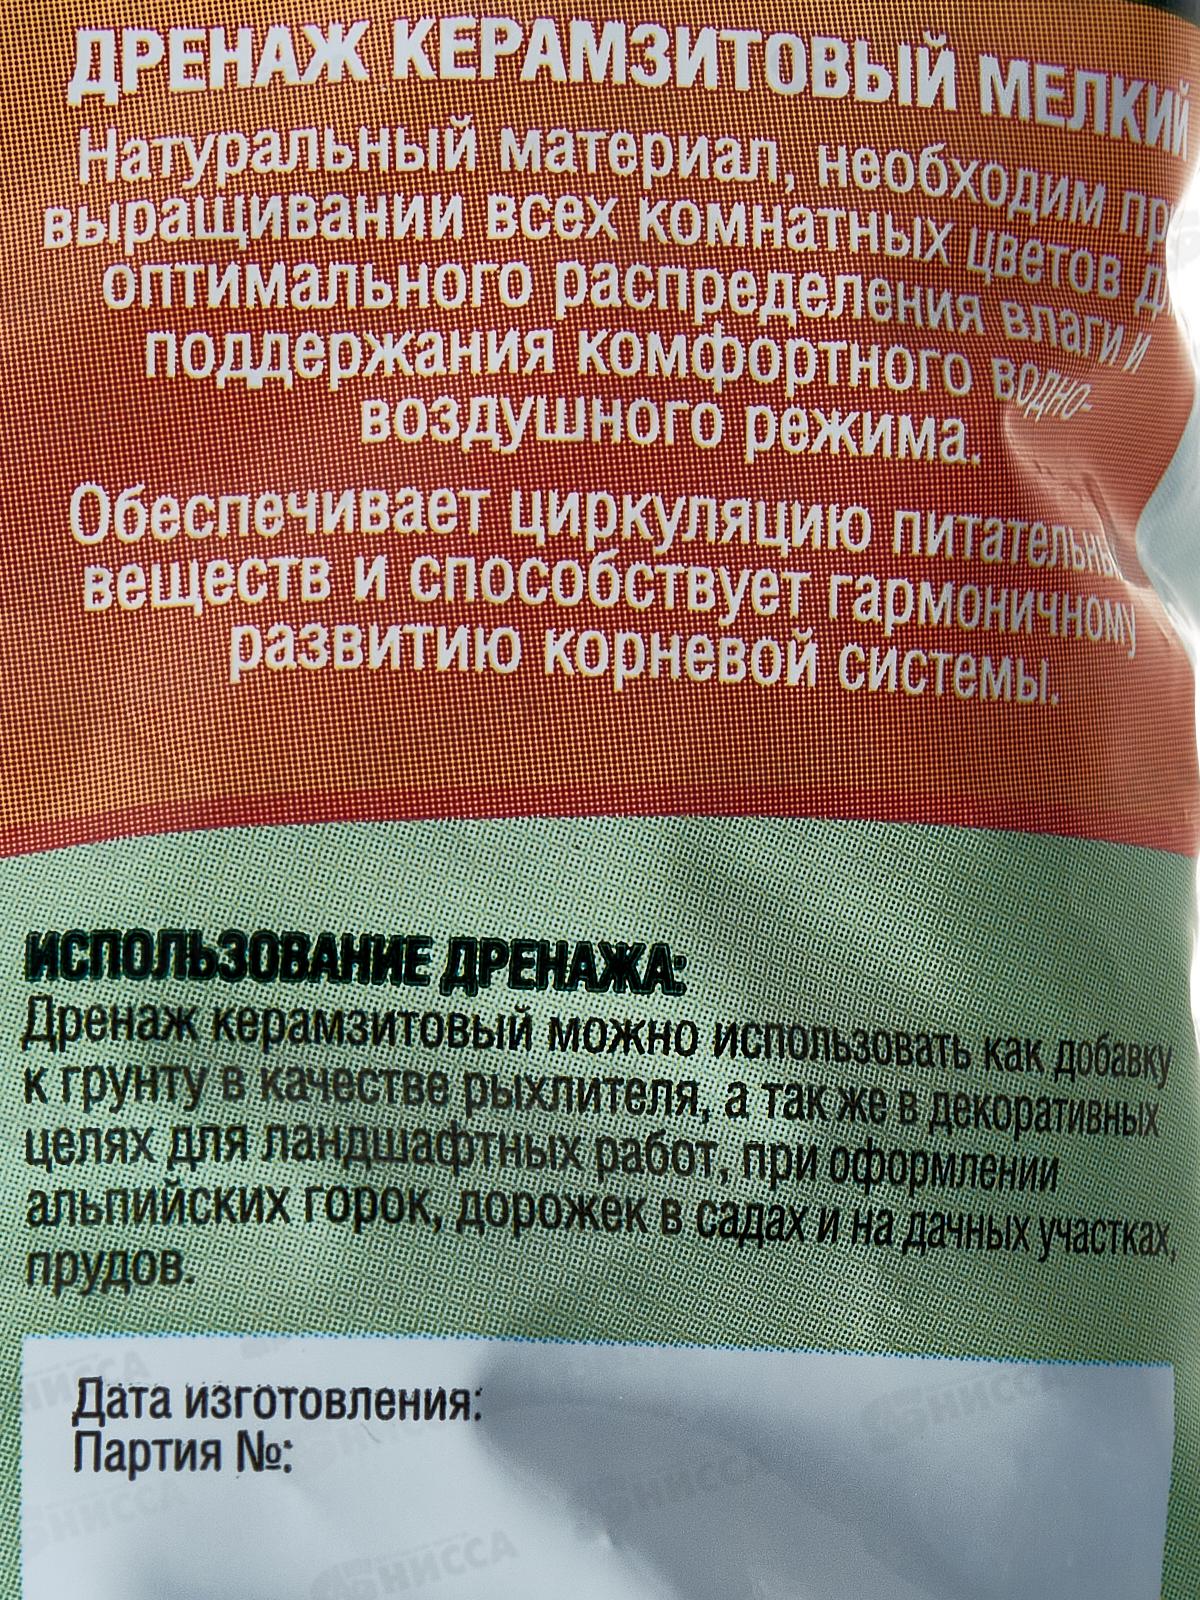 ДРЕНАЖ КЕРАМЗИТОВЫЙ МЕЛКИЙ
Натуральный материал, необходим пр
выращивании всех комнатных цветов д
оптимального распределения влаги и
поддержания комфортного водно-
воздушного режима.
Обеспечивает циркуляцию питательны
веществ и способствует гармоничному
развитию корневой системы.
ИСПОЛЬЗОВАНИЕ ДРЕНАЖА:
Дренаж керамзитовый можно использовать как добавку
к грунту в качестве рыхлителя, а так же в декоративных
целях для ландшафтных работ, при оформлении
альпийских горок, дорожек в садах и на дачных участках,
прудов.
Дата изготовления:
Партия №: